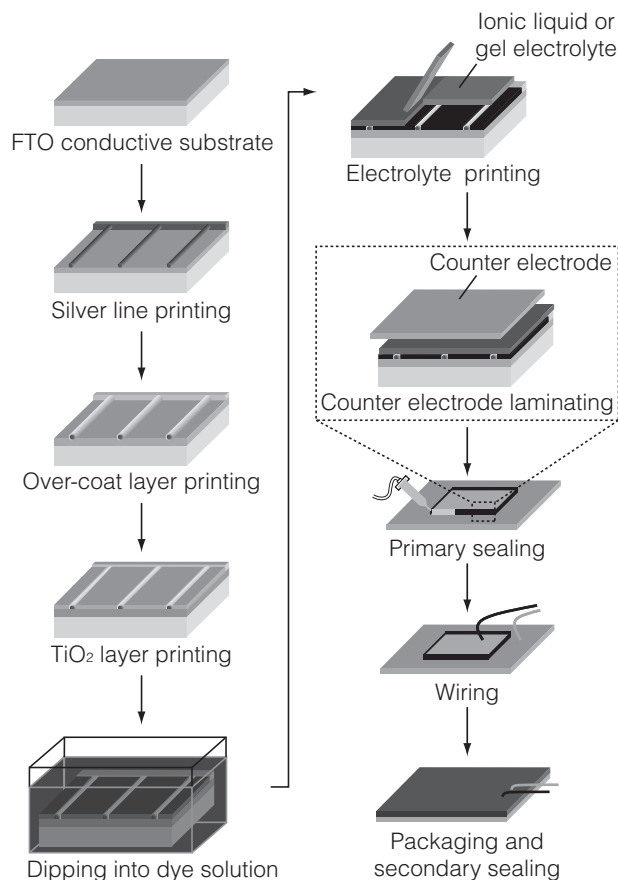 FTO conductive substrate
Silver line printing
Over-coat layer printing
TiO₂ layer printing
Dipping into dye solution
Ionic liquid or
gel electrolyte
Electrolyte printing
Counter electrode
Counter electrode laminating
Primary sealing
Wiring
Packaging and
secondary sealing